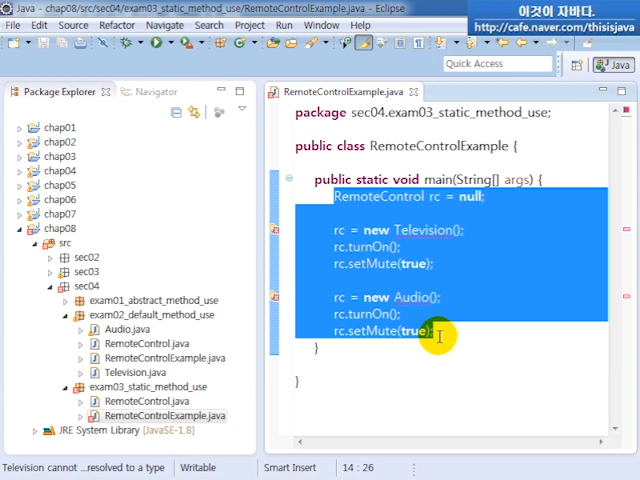 Java - chap08/src/sec04/exam03_static_method_use/RemoteControlExample.java - Eclipse
이것이 자바다.
http://cafe.naver.com/thisisjava
File Edit Source Refactor Navigate Search Project Run Window Help
Quick Access
Java
Package Explorer
Navigator
RemoteControlExample.java
chap01
chap02
chap03
chap04
chap05
chap06
chap07
chap08
src
sec02
sec03
sec04
exam01_abstract_method_use
exam02_default_method_use
Audio.java
RemoteControl.java
RemoteControlExample.java
Television.java
exam03_static_method_use
RemoteControl.java
RemoteControlExample.java
JRE System Library [JavaSE-1.8]
package sec04.exam03_static_method_use;
public class RemoteControlExample {
public static void main(String[] args) {
RemoteControl rc = null;
rc = new Television();
rc.turnOn();
rc.setMute(true);
rc = new Audio();
rc.turnOn();
rc.setMute(true);
}
}
Television cannot ...resolved to a type
Writable
Smart Insert
14 : 26